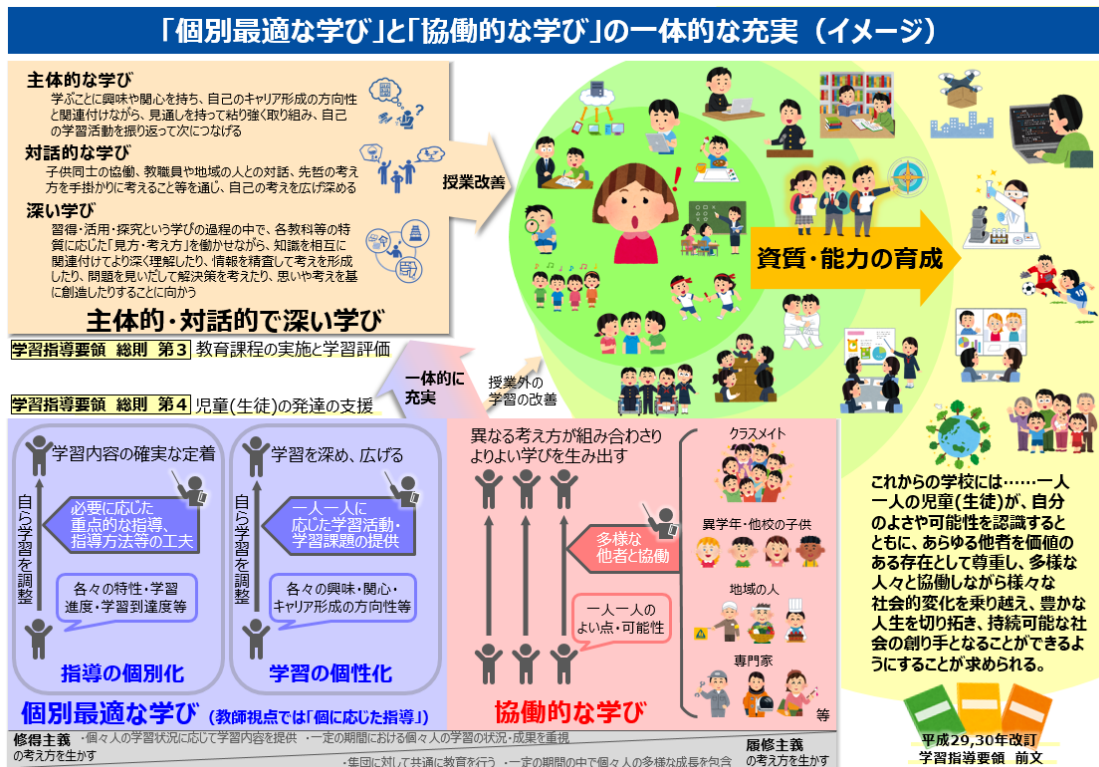 「個別最適な学び」と「協働的な学び」の一体的な充実（イメージ）
主体的な学び
学ぶことに興味や関心を持ち、自己のキャリア形成の方向性
と関連付けながら、見通しを持って粘り強く取り組み、自己
の学習活動を振り返って次につなげる
対話的な学び
子供同士の協働、教職員や地域の人との対話、先哲の考え
方を手掛かりに考えること等を通じ、自己の考えを広げ深める
深い学び
習得・活用・探究という学びの過程の中で、各教科等の特
質に応じた「見方・考え方」を働かせながら、知識を相互に
関連付けてより深く理解したり、情報を精査して考えを形成
したり、問題を見いだして解決策を考えたり、思いや考えを基
に創造したりすることに向かう
主体的・対話的で深い学び
授業改善
資質・能力の育成
学習指導要領 総則 第３ 教育課程の実施と学習評価
学習指導要領 総則 第４ 児童(生徒)の発達の支援
一体的に
充実
授業外の
学習の改善
学習内容の確実な定着
自ら学習を調整
必要に応じた
重点的な指導、
指導方法等の工夫
各々の特性・学習
進度・学習到達度等
指導の個別化
学習を深め、広げる
自ら学習を調整
一人一人に
応じた学習活動・
学習課題の提供
各々の興味・関心・
キャリア形成の方向性等
学習の個性化
個別最適な学び (教師視点では「個に応じた指導」)
異なる考え方が組み合わさり
よりよい学びを生み出す
多様な
他者と協働
一人一人の
よい点・可能性
協働的な学び
クラスメイト
異学年・他校の子供
地域の人
専門家
等
これからの学校には……一人
一人の児童(生徒)が、自分
のよさや可能性を認識すると
ともに、あらゆる他者を価値の
ある存在として尊重し、多様な
人々と協働しながら様々な
社会的変化を乗り越え、豊かな
人生を切り拓き、持続可能な社
会の創り手となることができるよ
うにすることが求められる。
平成29,30年改訂
学習指導要領 前文
修得主義
の考え方を生かす
・個々人の学習状況に応じて学習内容を提供 ・一定の期間における個々人の学習の状況・成果を重視
・集団に対して共通に教育を行う ・一定の期間の中で個々人の多様な成長を包含
履修主義
の考え方を生かす